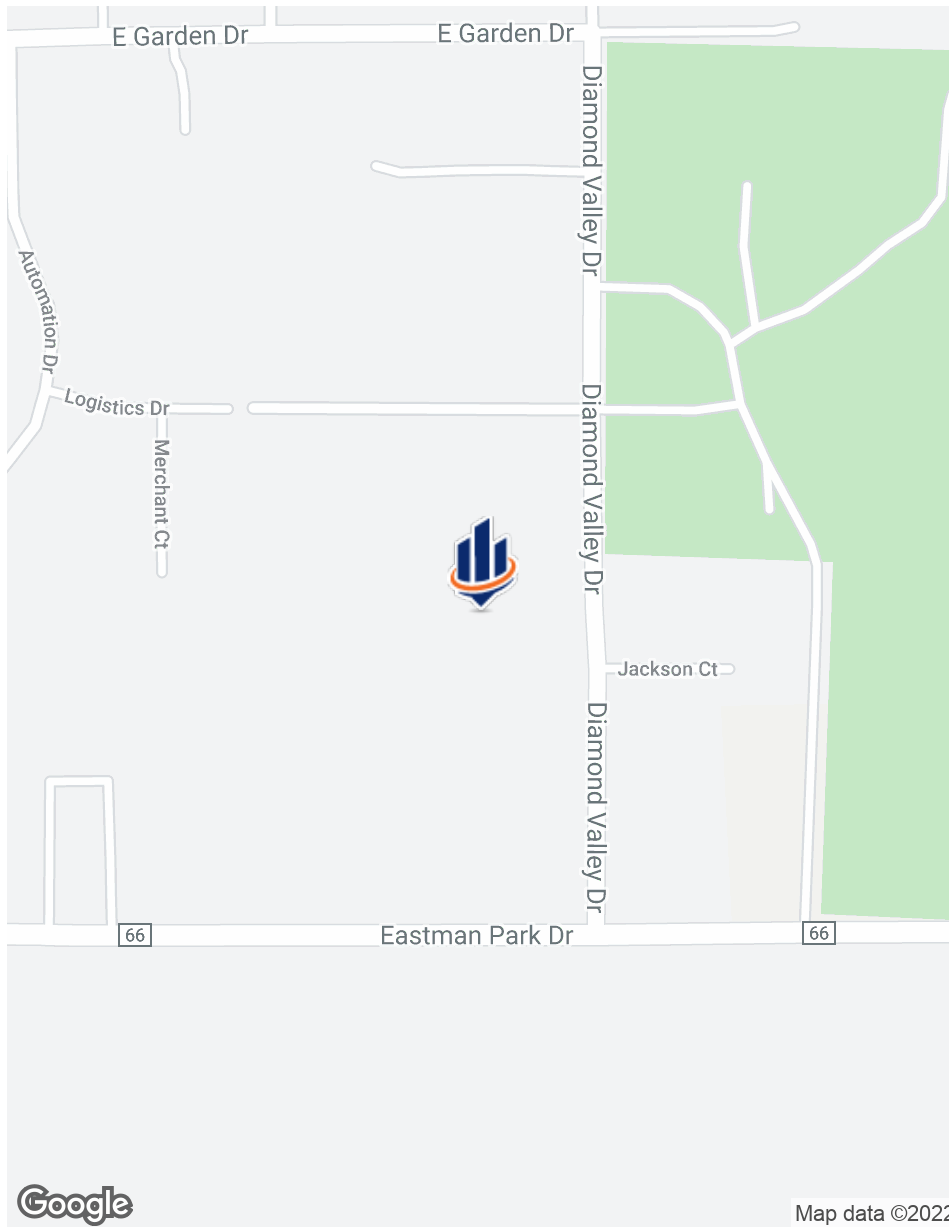 E Garden Dr
E Garden Dr
Diamond Valley Dr
Automation Dr
Logistics Dr
Merchant Ct
Diamond Valley Dr
Jackson Ct
Diamond Valley Dr
66
Eastman Park Dr
66
Google
Map data ©2022